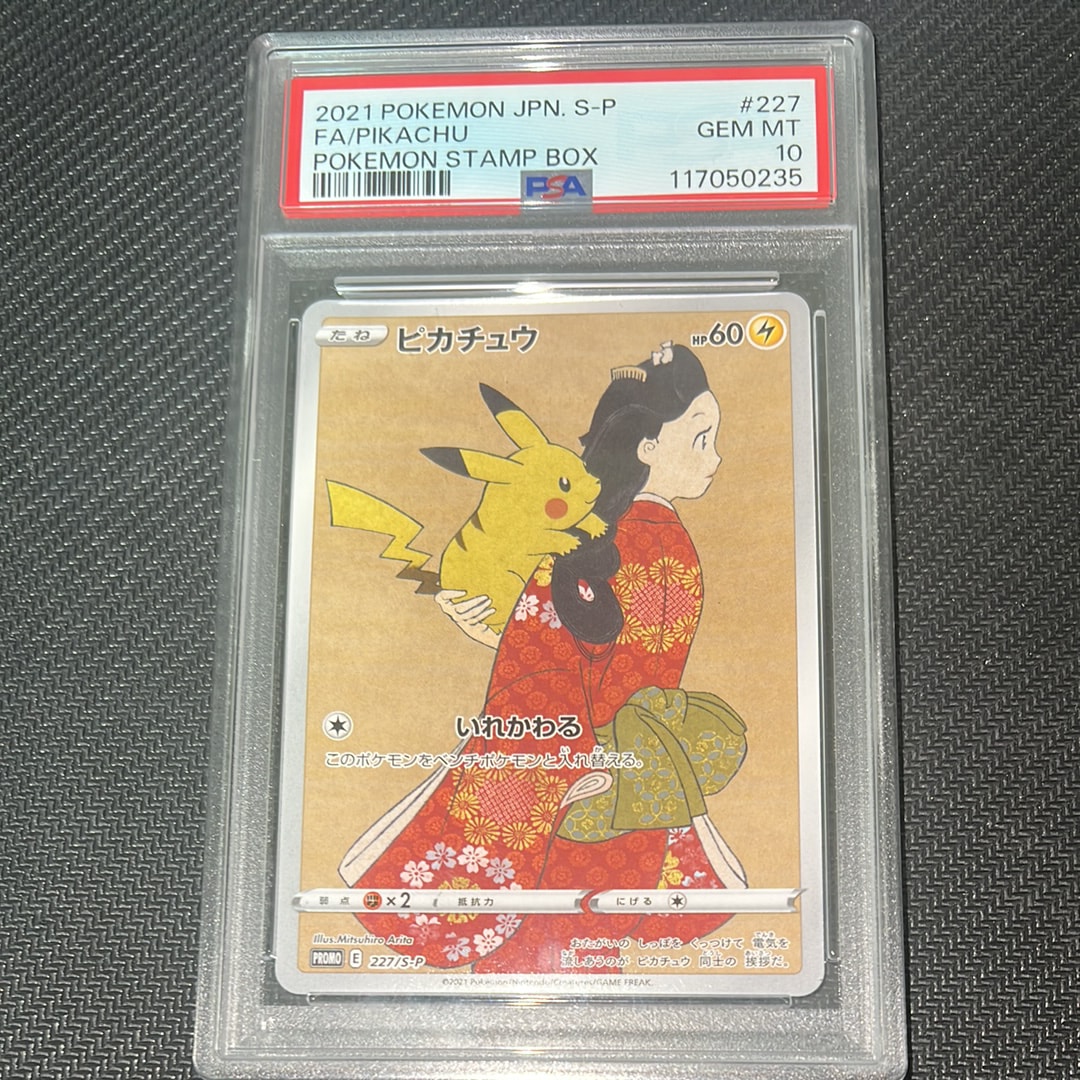 2021 POKEMON JPN. S-P #227
FA/PIKACHU GEM MT
POKEMON STAMP BOX 10
PSA 117050235
たね ピカチュウ HP60
いれかわる
このポケモンをベンチポケモンと入れ替える。
弱点 ×2 抵抗力 にげる
Illus.Mitsuhiro Arita
おたがいの しっぽを くっつけて 電気を
PROMO E 227/S-P
流しあうのが ピカチュウ 同士の 挨拶だ。
©2021 Pokémon/Nintendo/Creatures/GAME FREAK.